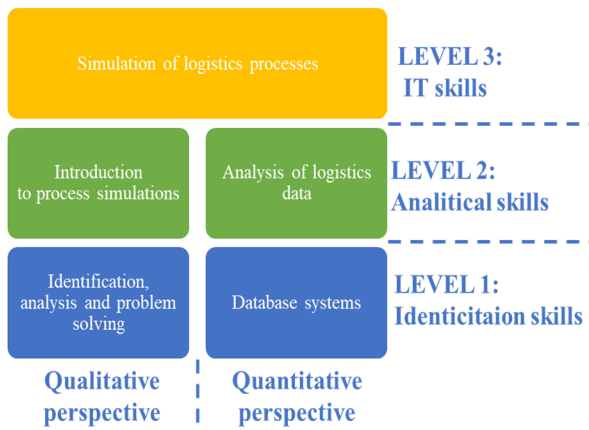 Simulation of logistics processes
LEVEL 3:
IT skills
Introduction
to process simulations
Analysis of logistics
data
LEVEL 2:
Analitical skills
Identification,
analysis and problem
solving
Database systems
LEVEL 1:
Identicitaion skills
Qualitative
perspective
Quantitative
perspective